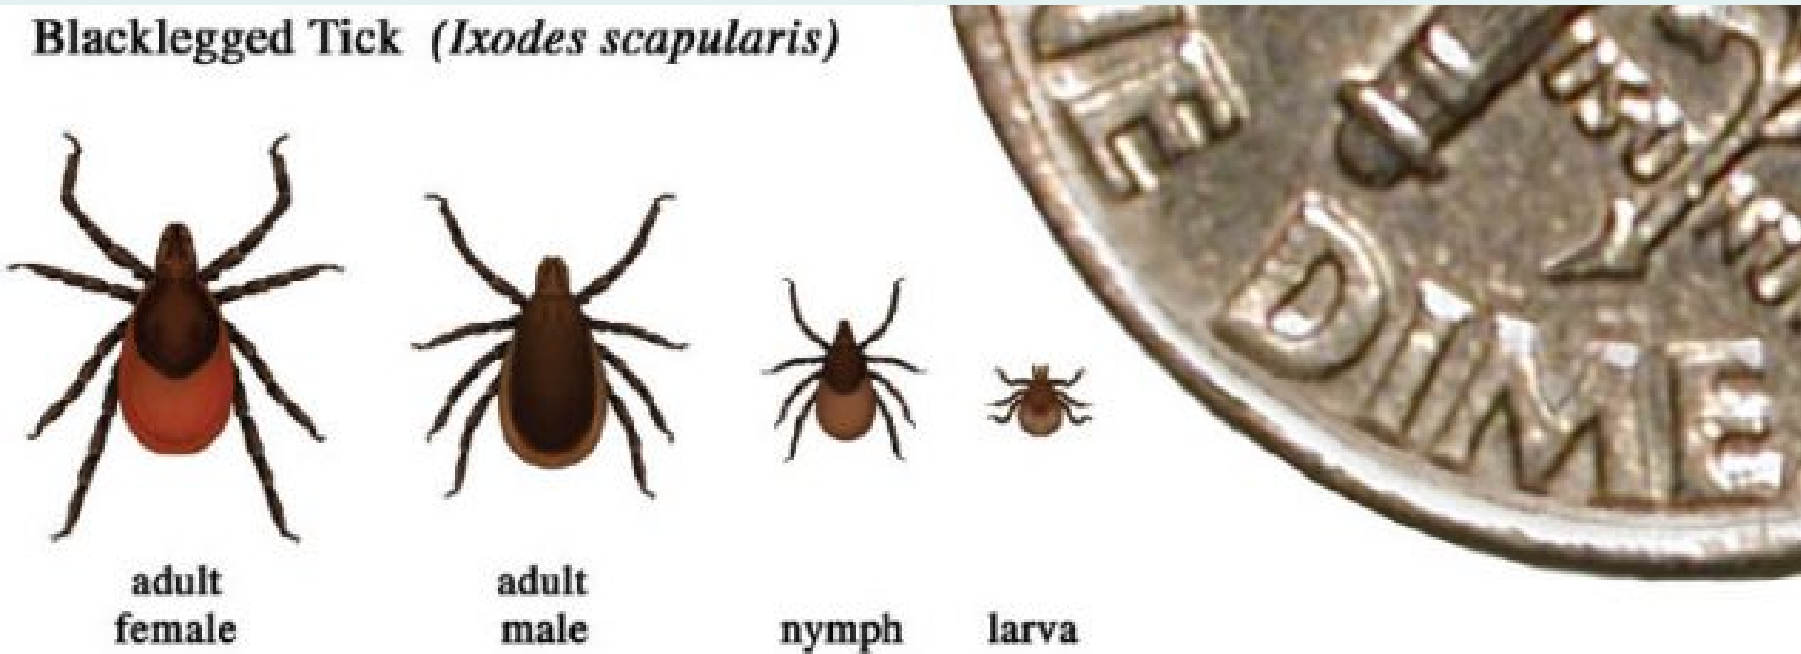 Blacklegged Tick (Ixodes scapularis)
DIME
adult
female
adult
male
nymph
larva